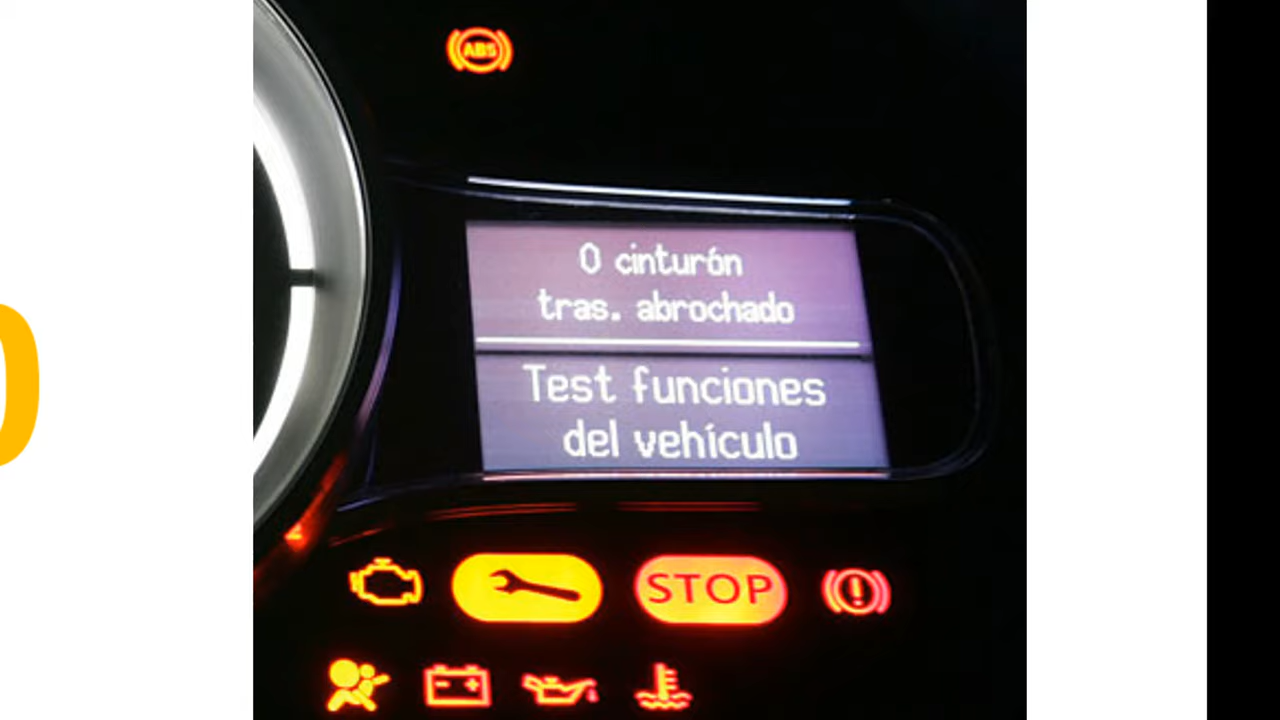 ABS
0 cinturón
tras. abrochado
Test funciones
del vehículo
STOP